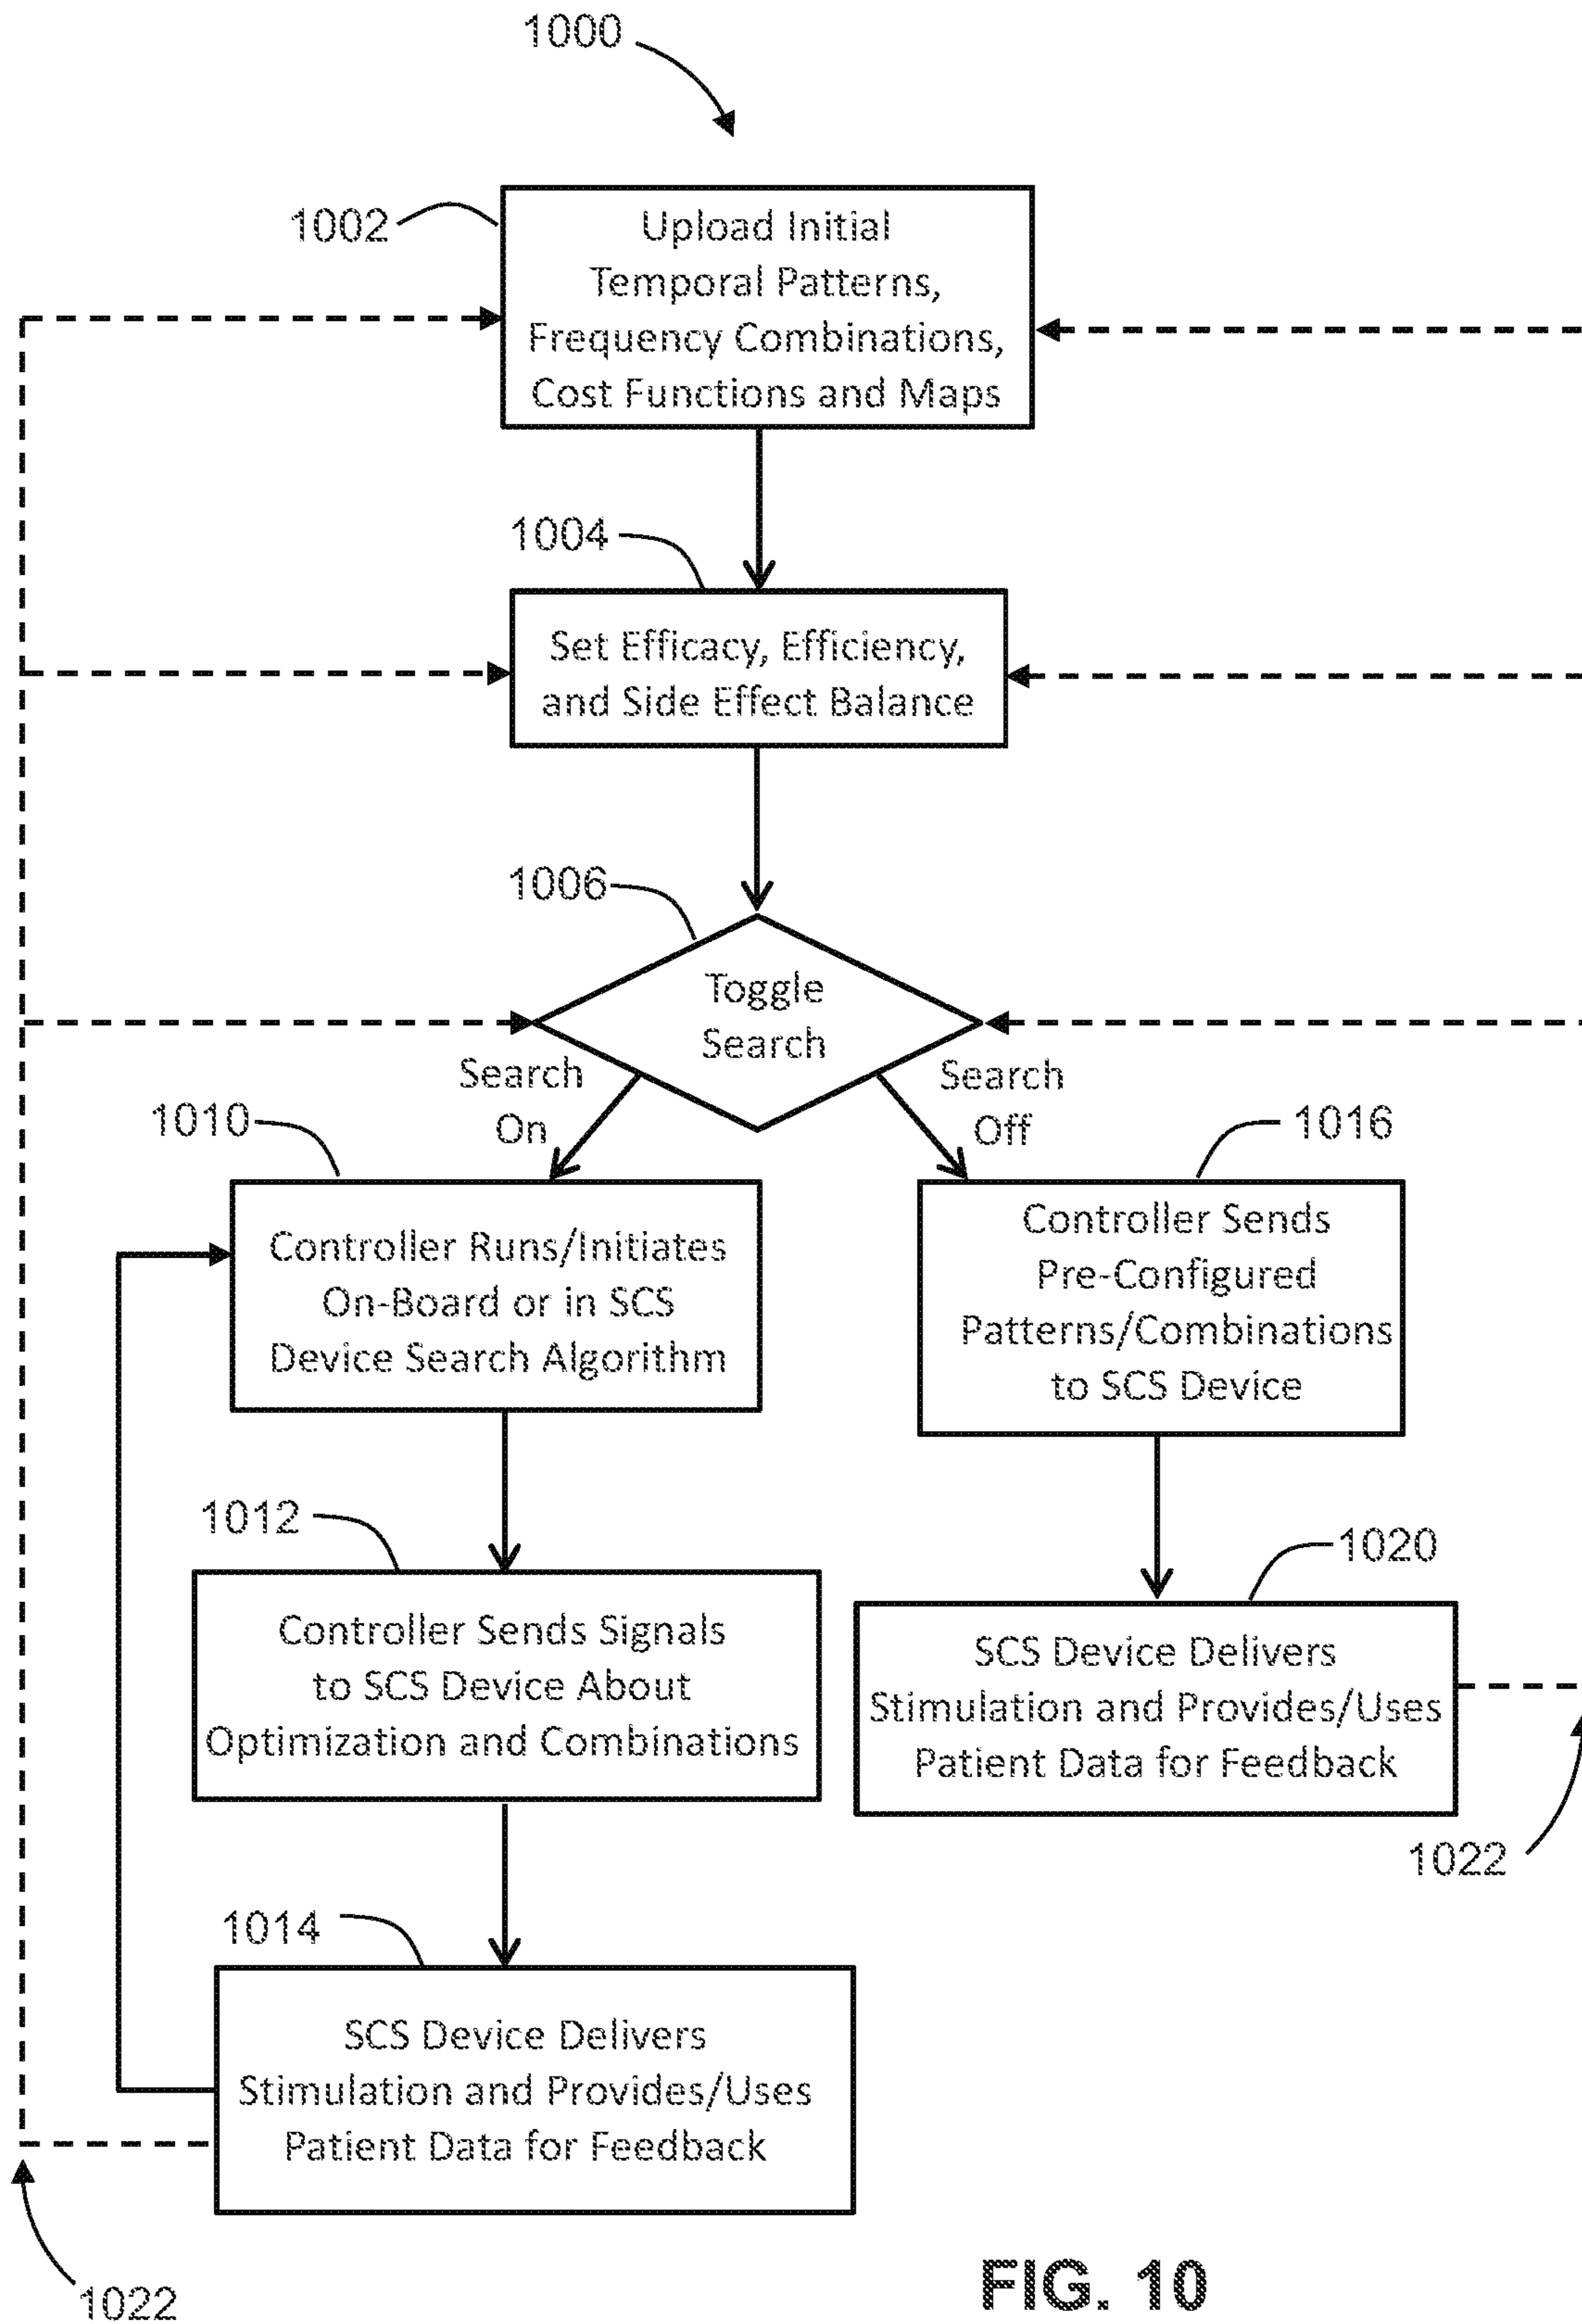 1000
1002
Upload Initial
Temporal Patterns,
Frequency Combinations,
Cost Functions and Maps
1004
Set Efficacy, Efficiency,
and Side Effect Balance
1006
Toggle
Search
Search
On
Search
Off
1010
Controller Runs/Initiates
On-Board or in SCS
Device Search Algorithm
1016
Controller Sends
Pre-Configured
Patterns/Combinations
to SCS Device
1012
Controller Sends Signals
to SCS Device About
Optimization and Combinations
1020
SCS Device Delivers
Stimulation and Provides/Uses
Patient Data for Feedback
1022
1014
SCS Device Delivers
Stimulation and Provides/Uses
Patient Data for Feedback
1022
FIG. 10